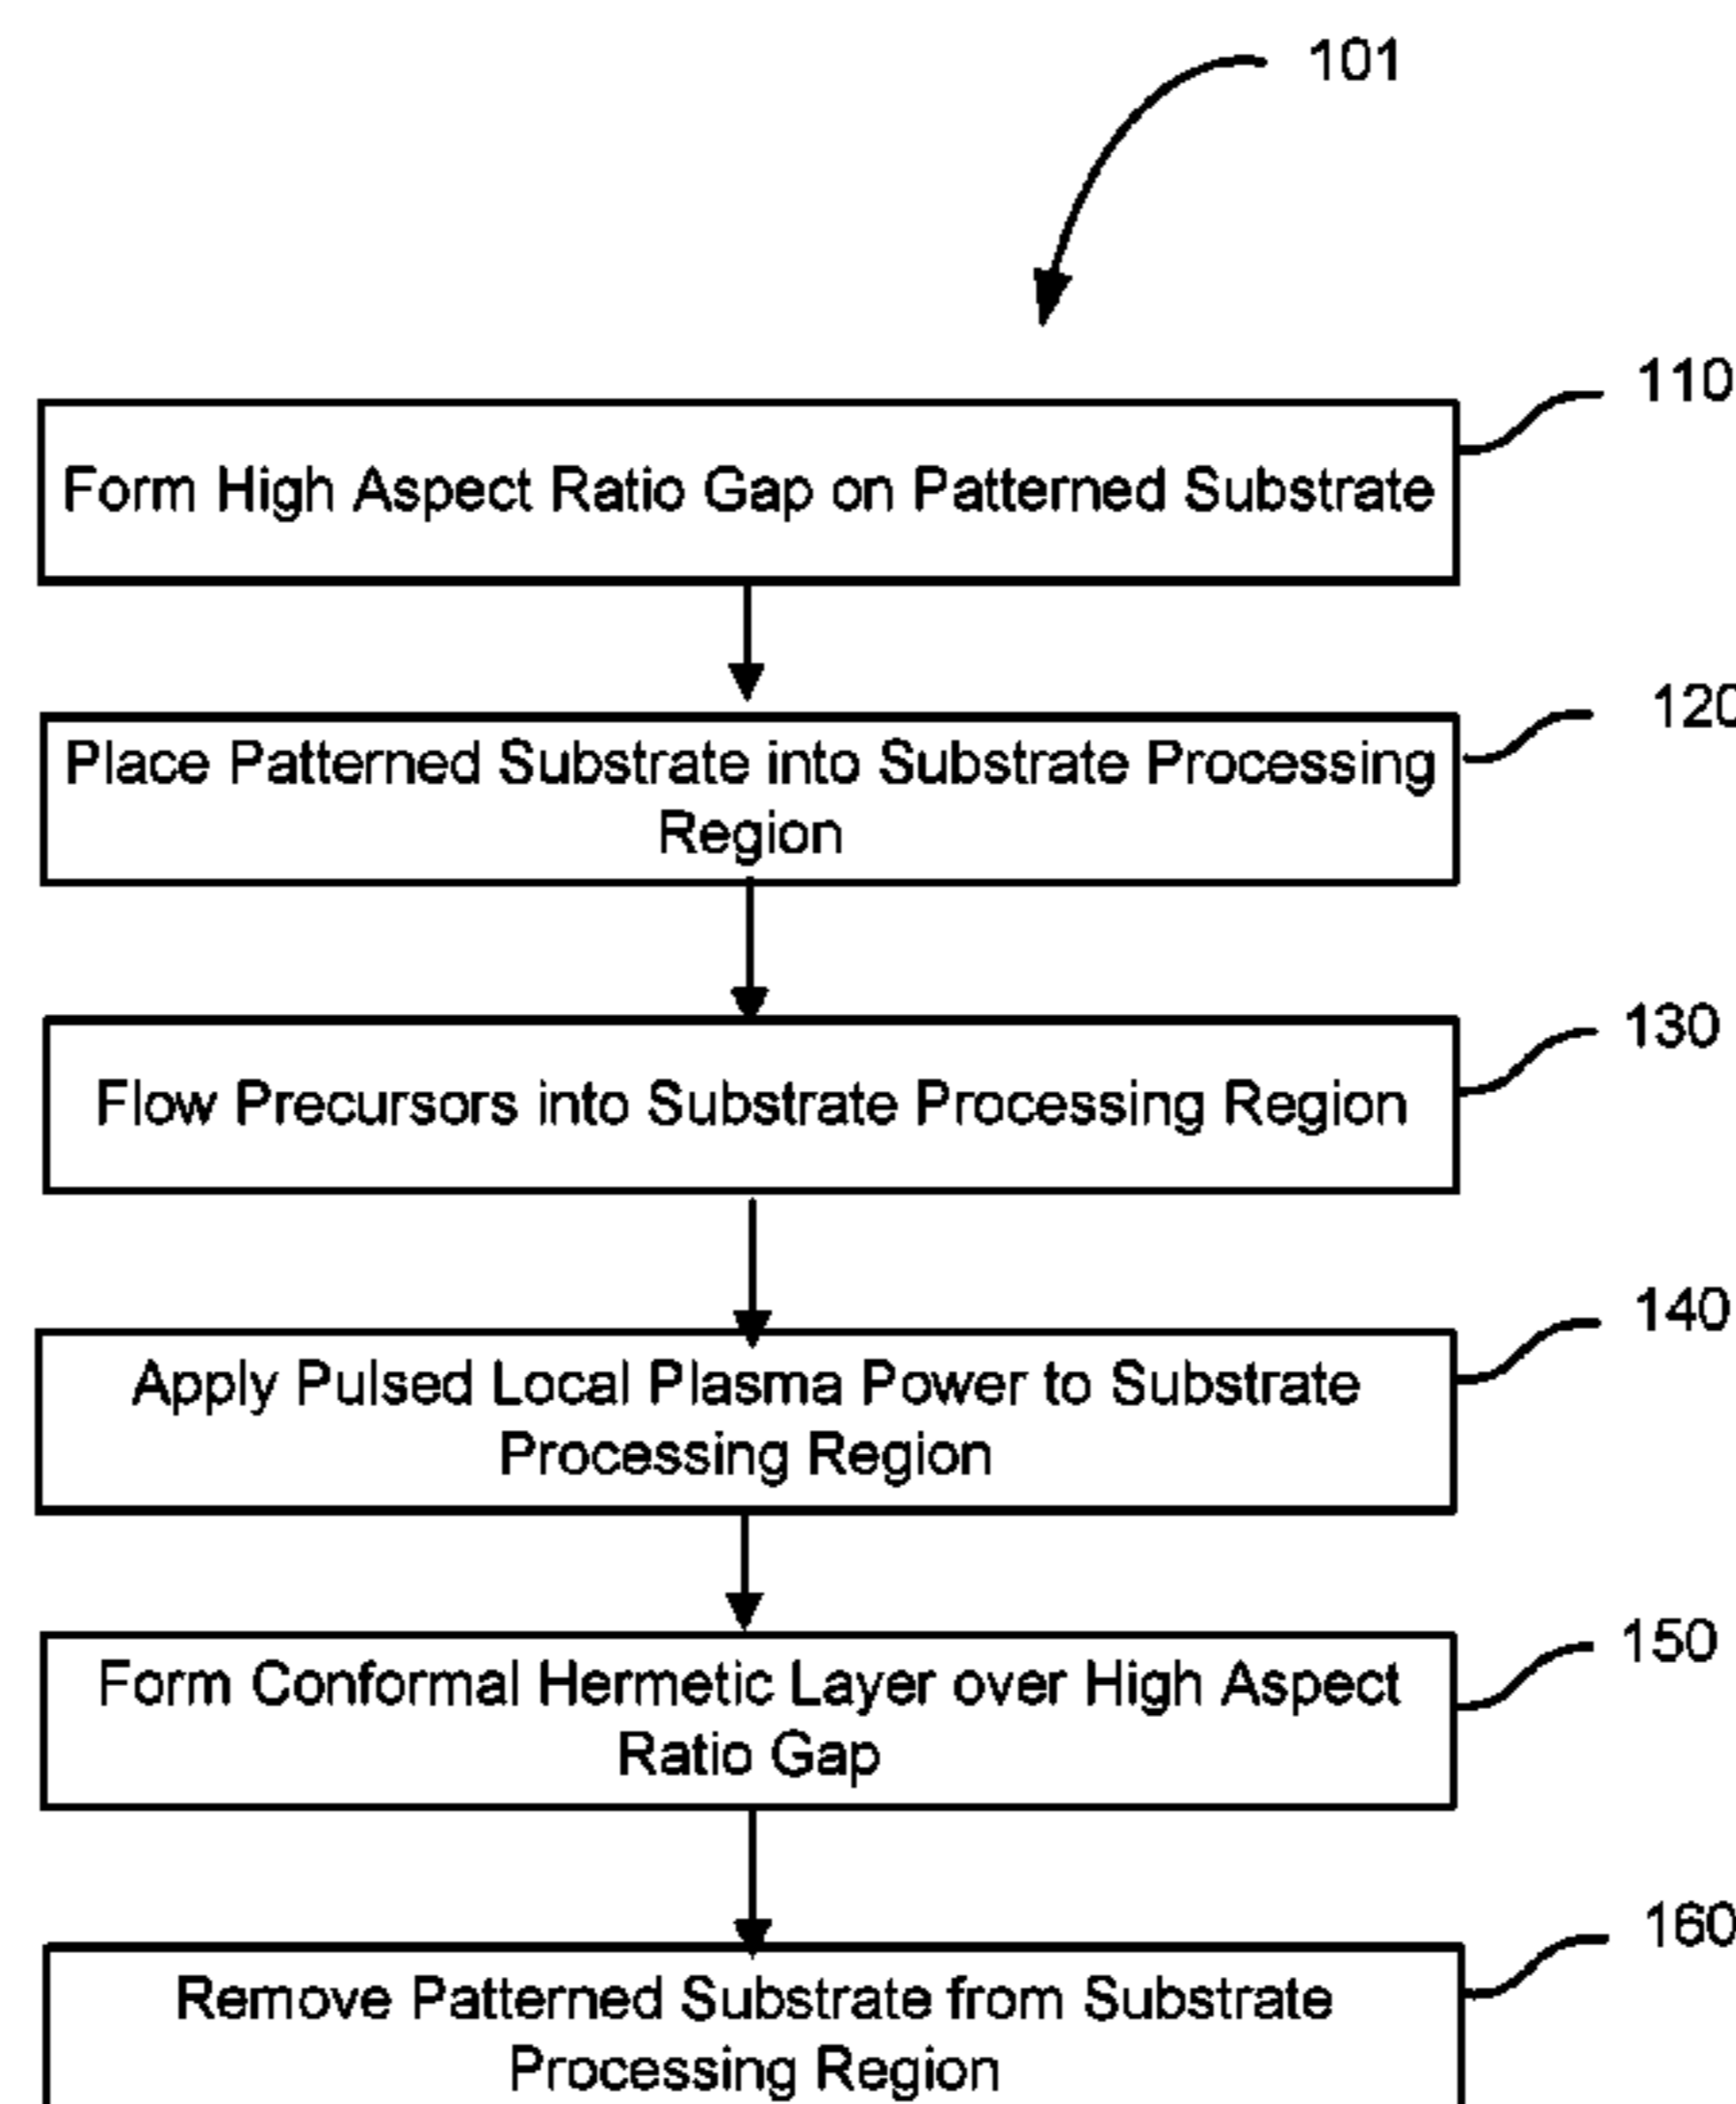 101
110
Form High Aspect Ratio Gap on Patterned Substrate
120
Place Patterned Substrate into Substrate Processing
Region
130
Flow Precursors into Substrate Processing Region
140
Apply Pulsed Local Plasma Power to Substrate
Processing Region
150
Form Conformal Hermetic Layer over High Aspect
Ratio Gap
160
Remove Patterned Substrate from Substrate
Processing Region